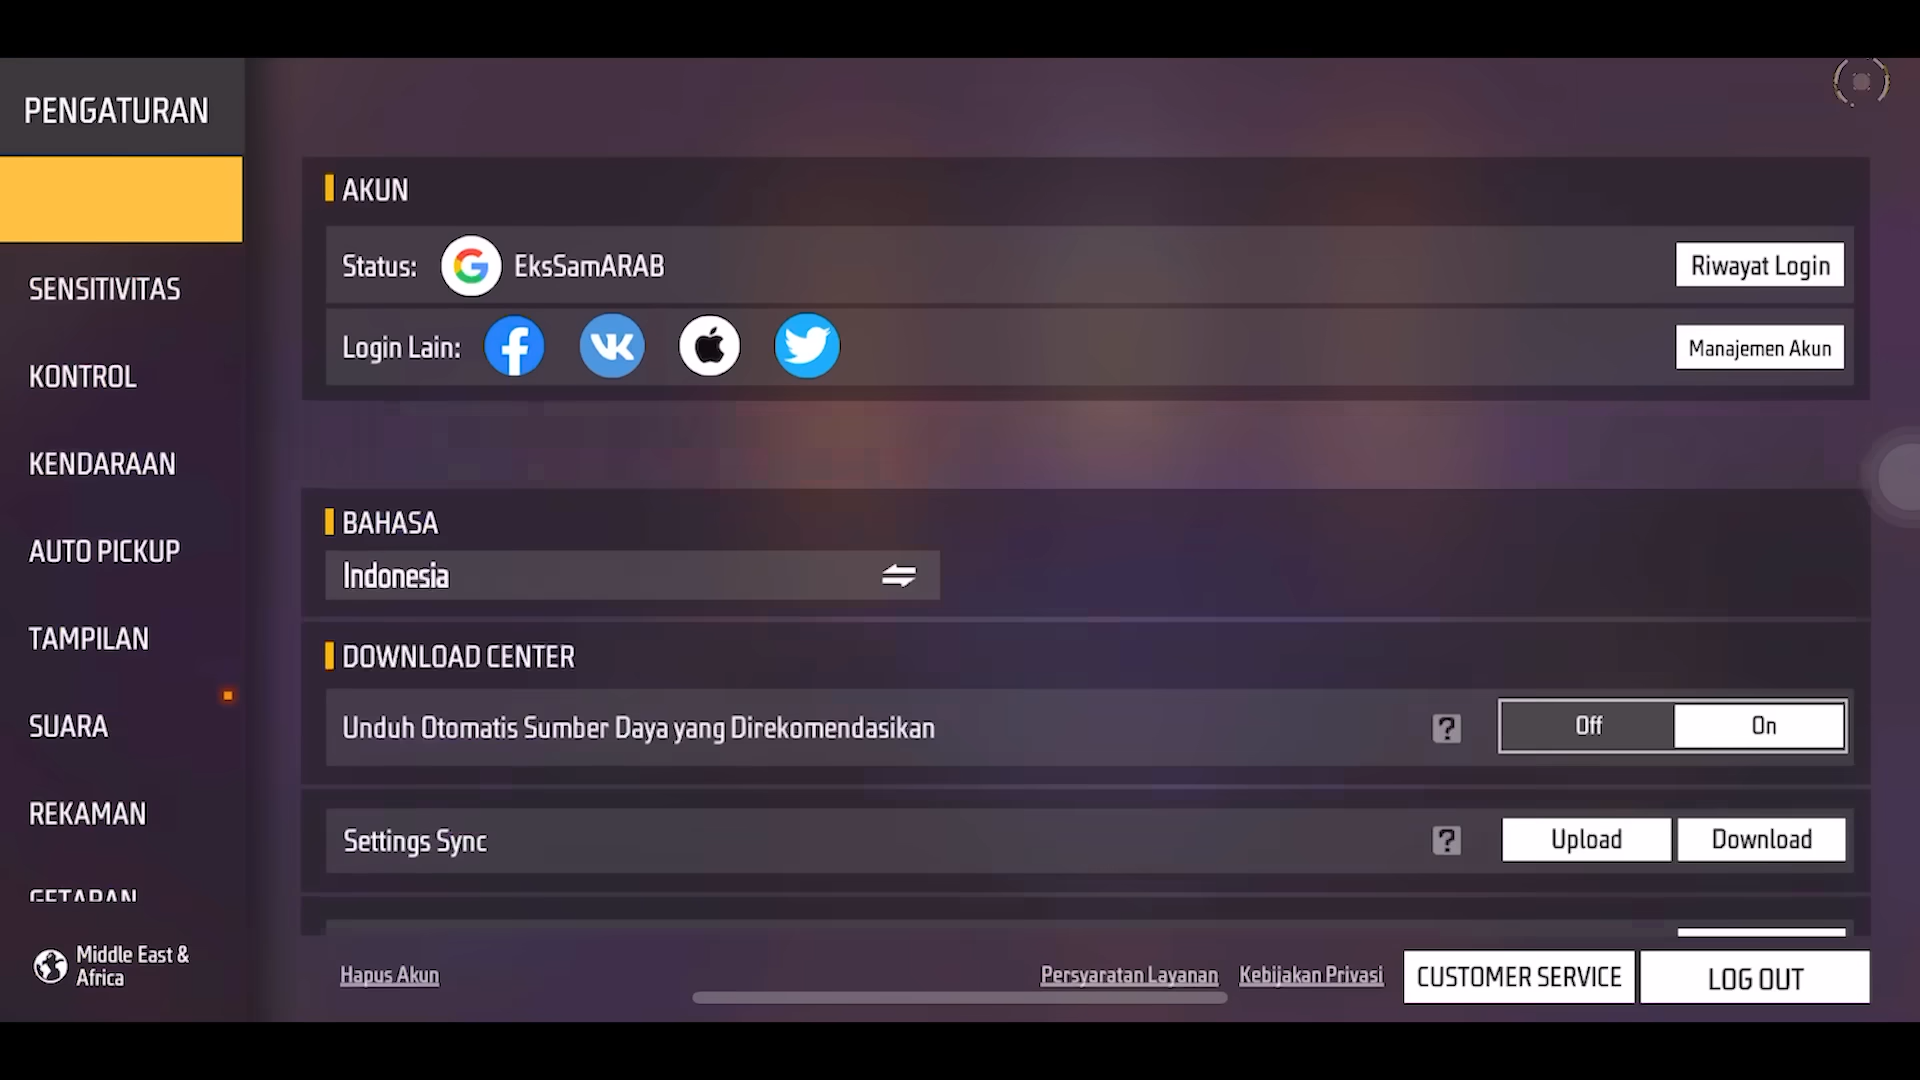 PENGATURAN
SENSITIVITAS
KONTROL
KENDARAAN
AUTO PICKUP
TAMPILAN
SUARA
REKAMAN
GETARAN
Middle East &
Africa
AKUN
Status: EksSamARAB
Riwayat Login
Login Lain:
Manajemen Akun
BAHASA
Indonesia
DOWNLOAD CENTER
Unduh Otomatis Sumber Daya yang Direkomendasikan
?
Off
On
Settings Sync
?
Upload
Download
Hapus Akun
Persyaratan Layanan
Kebijakan Privasi
CUSTOMER SERVICE
LOG OUT